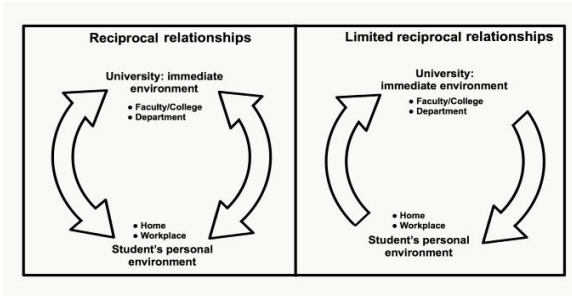 Reciprocal relationships
University: immediate
environment
• Faculty/College
• Department
• Home
• Workplace
Student's personal
environment
Limited reciprocal relationships
University:
immediate environment
• Faculty/College
• Department
• Home
• Workplace
Student's personal
environment